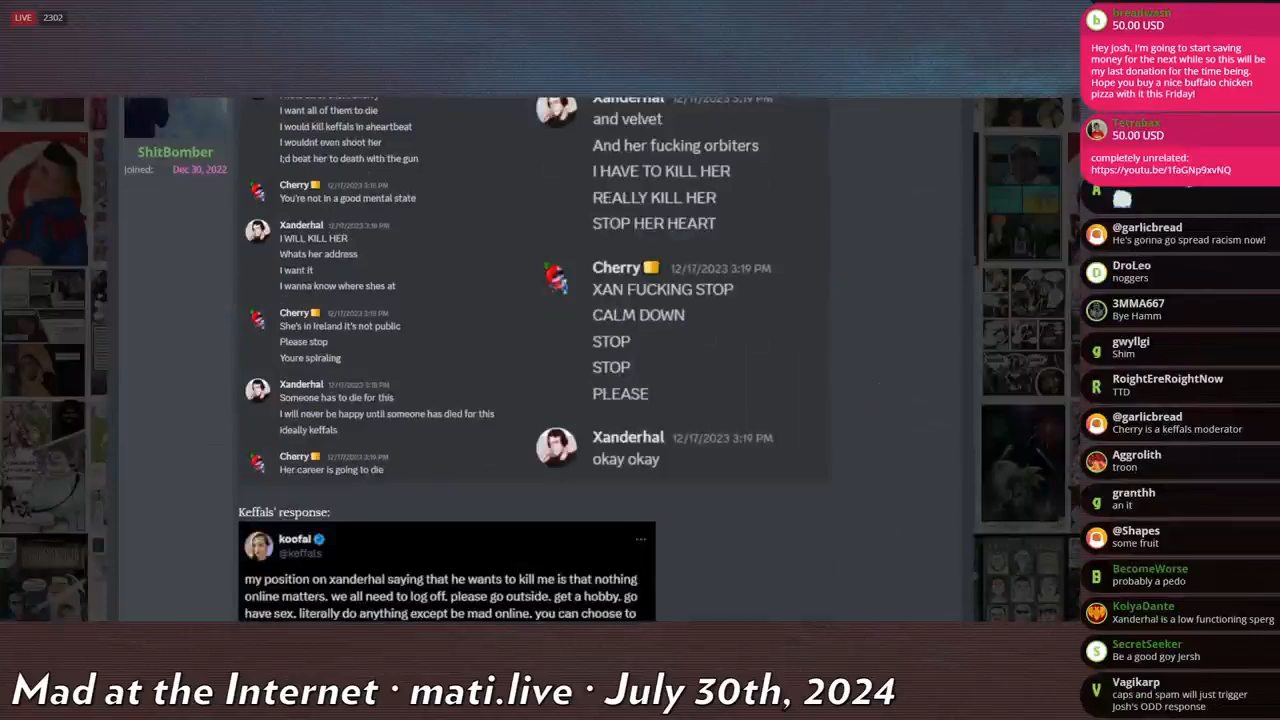 LIVE 2302
ShitBomber
Joined: Dec 30, 2022
I want all of them to die
I would kill keffals in aheartbeat
I wouldnt even shoot her
I;d beat her to death with the gun
Cherry 12/17/2023 3:18 PM
You're not in a good mental state
Xanderhal 12/17/2023 3:18 PM
I WILL KILL HER
Whats her address
I want it
I wanna know where shes at
Cherry 12/17/2023 3:18 PM
She's in Ireland it's not public
Please stop
Youre spiraling
Xanderhal 12/17/2023 3:18 PM
Someone has to die for this
I will never be happy until someone has died for this
ideally keffals
Cherry 12/17/2023 3:18 PM
Her career is going to die
Xanderhal 12/17/2023 3:19 PM
and velvet
And her fucking orbiters
I HAVE TO KILL HER
REALLY KILL HER
STOP HER HEART
Cherry 12/17/2023 3:19 PM
XAN FUCKING STOP
CALM DOWN
STOP
STOP
PLEASE
Xanderhal 12/17/2023 3:19 PM
okay okay
Keffals' response:
koofal
@keffals
my position on xanderhal saying that he wants to kill me is that nothing
online matters. we all need to log off. please go outside. get a hobby. go
have sex. literally do anything except be mad online. you can choose to
breadwasn
50.00 USD
Hey Josh, I'm going to start saving
money for the next while so this will be
my last donation for the time being.
Hope you buy a nice buffalo chicken
pizza with it this Friday!
Tetrabax
50.00 USD
completely unrelated:
https://youtu.be/1faGNp9xvNQ
@garlicbread
He's gonna go spread racism now!
DroLeo
noggers
3MMA667
Bye Hamm
gwyllgi
Shim
RoightEreRoightNow
TTD
@garlicbread
Cherry is a keffals moderator
Aggrolith
troon
granthh
an it
@Shapes
some fruit
BecomeWorse
probably a pedo
KolyaDante
Xanderhal is a low functioning sperg
SecretSeeker
Be a good goy Jersh
Vagikarp
caps and spam will just trigger
Josh's ODD response
Mad at the Internet · mati.live · July 30th, 2024